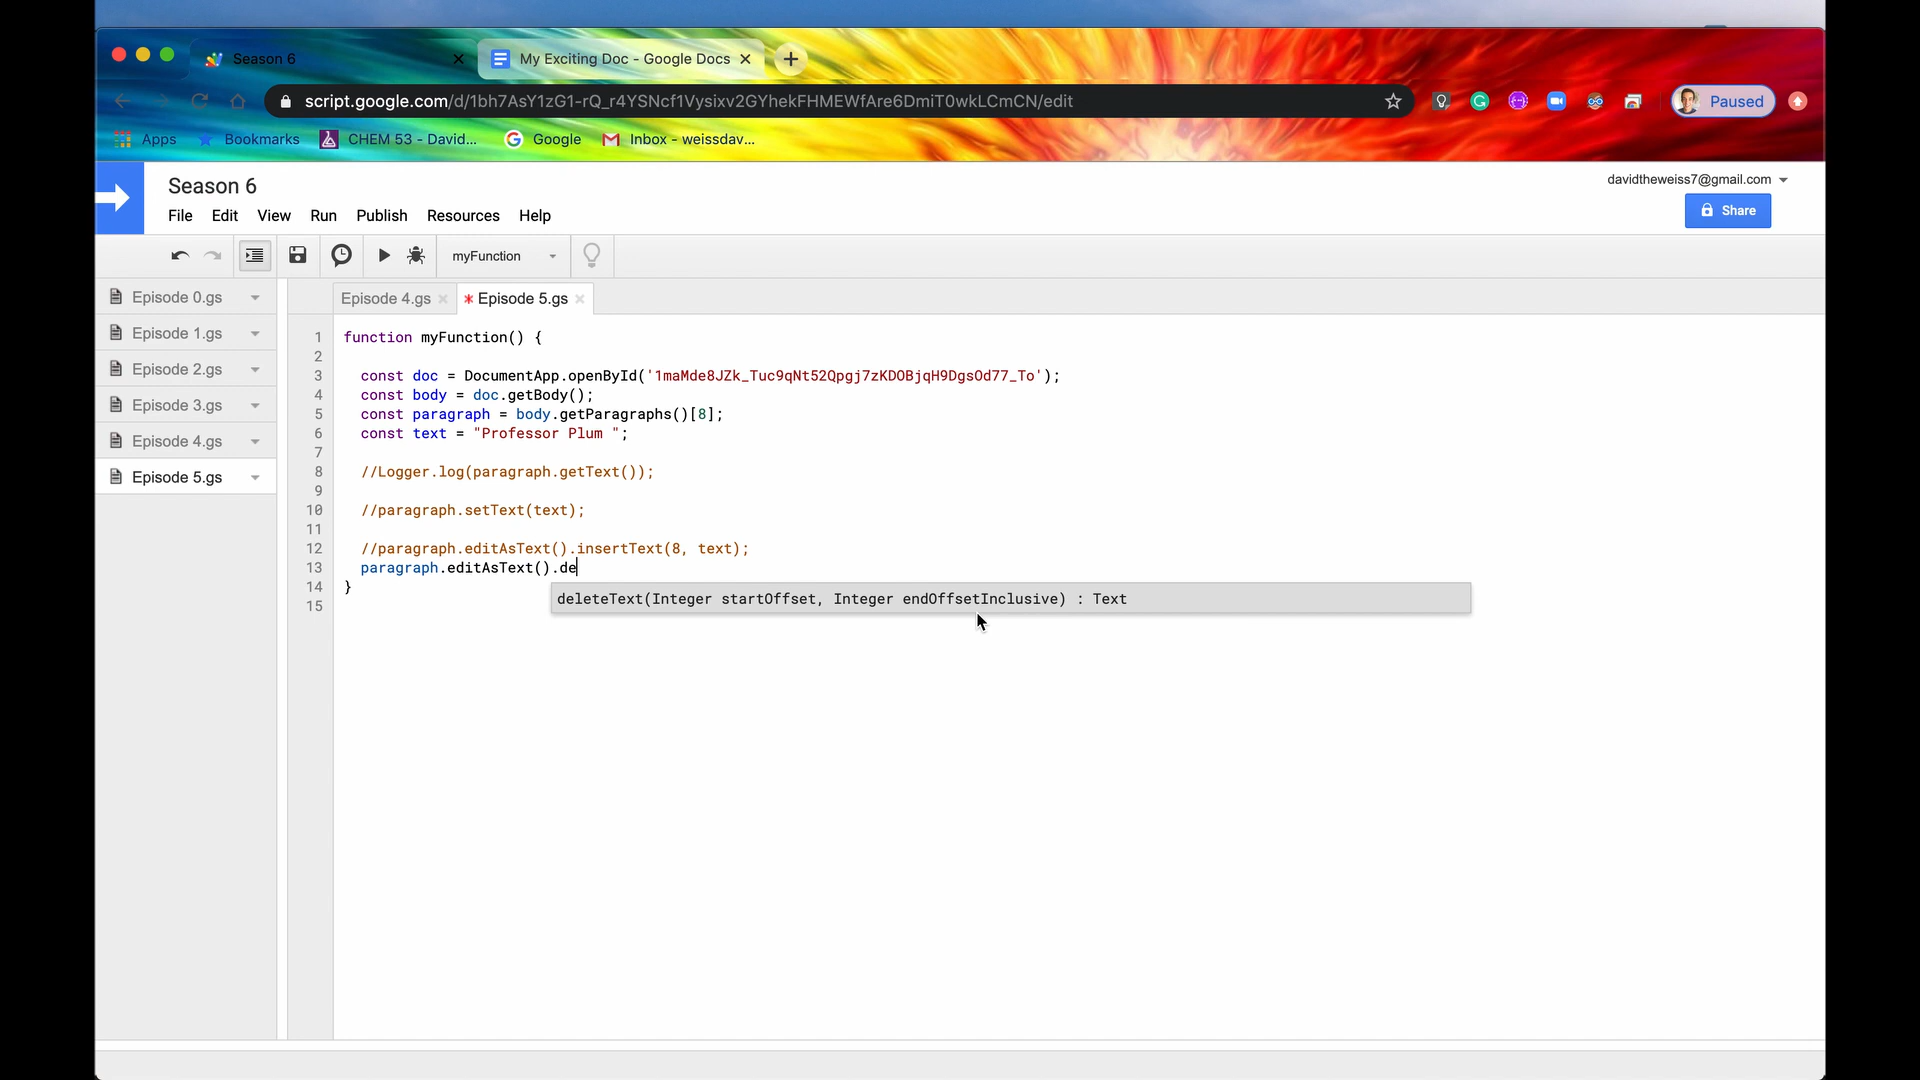 Season 6
My Exciting Doc - Google Docs
script.google.com/d/1bh7AsY1zG1-rQ_r4YSNcf1Vysixv2GYhekFHMEWfAre6DmiT0wkLCmCN/edit
Paused
Apps
Bookmarks
CHEM 53 - David...
Google
Inbox - weissdav...
Season 6
davidtheweiss7@gmail.com
File Edit View Run Publish Resources Help
Share
myFunction
Episode 0.gs
Episode 1.gs
Episode 2.gs
Episode 3.gs
Episode 4.gs
Episode 5.gs
Episode 4.gs
* Episode 5.gs
1 function myFunction() {
2
3 const doc = DocumentApp.openById('1maMde8JZk_Tuc9qNt52Qpgj7zKDOBjqH9DgsOd77_To');
4 const body = doc.getBody();
5 const paragraph = body.getParagraphs()[8];
6 const text = "Professor Plum ";
7
8 //Logger.log(paragraph.getText());
9
10 //paragraph.setText(text);
11
12 //paragraph.editAsText().insertText(8, text);
13 paragraph.editAsText().de
14 }
15
deleteText(Integer startOffset, Integer endOffsetInclusive) : Text